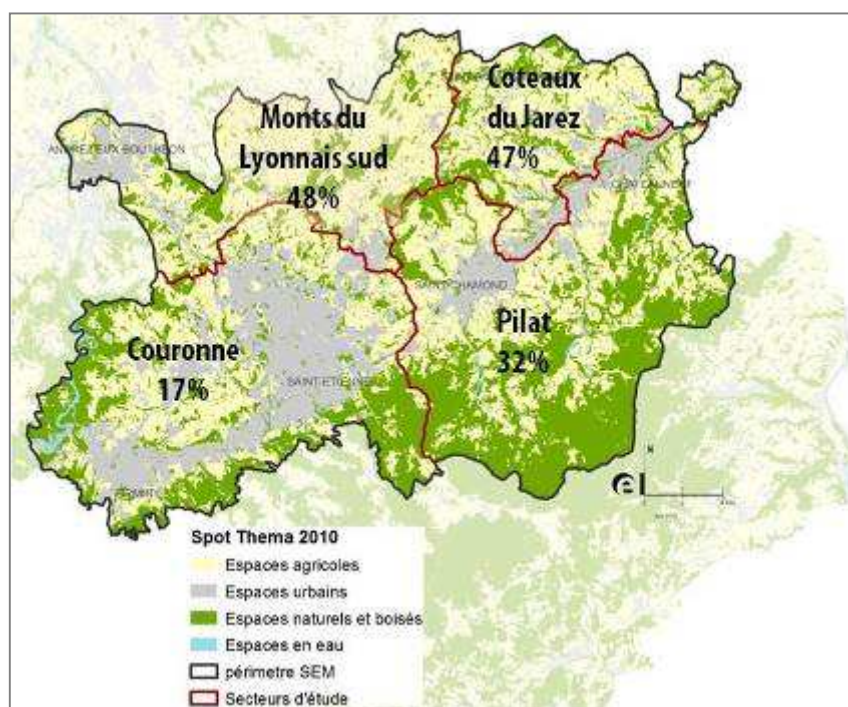 Coteaux
du Jarez
47%
Monts du
Lyonnais sud
48%
SAINT-CHAMOND
Pilat
32%
Couronne
17%
SAINT-ETIENNE
N
Spot Thema 2010
Espaces agricoles
Espaces urbains
Espaces naturels et boisés
Espaces en eau
périmetre SEM
Secteurs d'étude